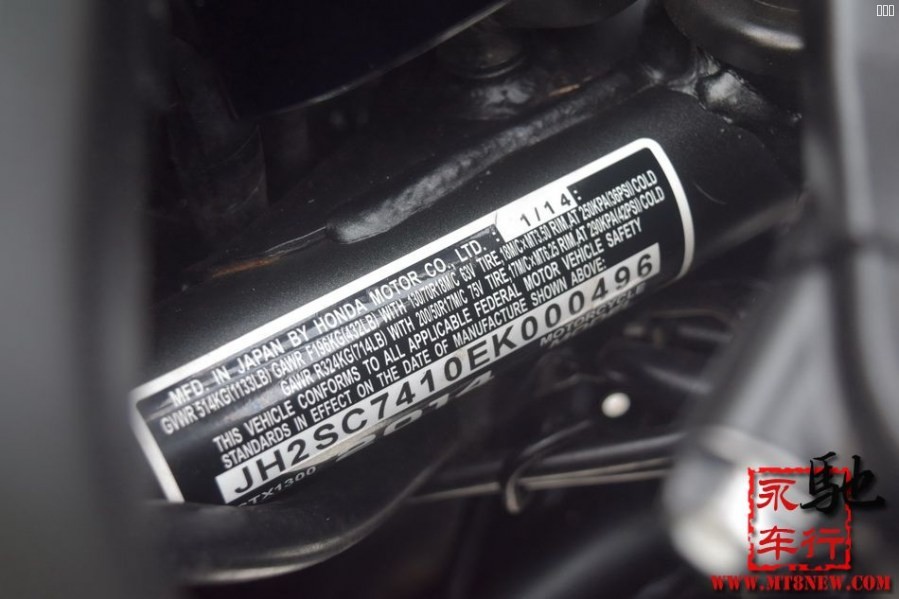 MFD. IN JAPAN BY HONDA MOTOR CO., LTD. : 1/14 :
GVWR 514KG(1133LB) GAWR F196KG(432LB) WITH 130/70R18M/C 63V TIRE, 18M/C×MT3.50 RIM, AT 250KPA(36PSI) COLD
GAWR R324KG(714LB) WITH 200/50R17M/C 75V TIRE, 17M/C×MT6.25 RIM, AT 290KPA(42PSI) COLD
THIS VEHICLE CONFORMS TO ALL APPLICABLE FEDERAL MOTOR VEHICLE SAFETY
STANDARDS IN EFFECT ON THE DATE OF MANUFACTURE SHOWN ABOVE:
JH2SC7410EK000496
CTX1300 2014 MOTORCYCLE
永驰
车行
WWW.MT8NEW.COM